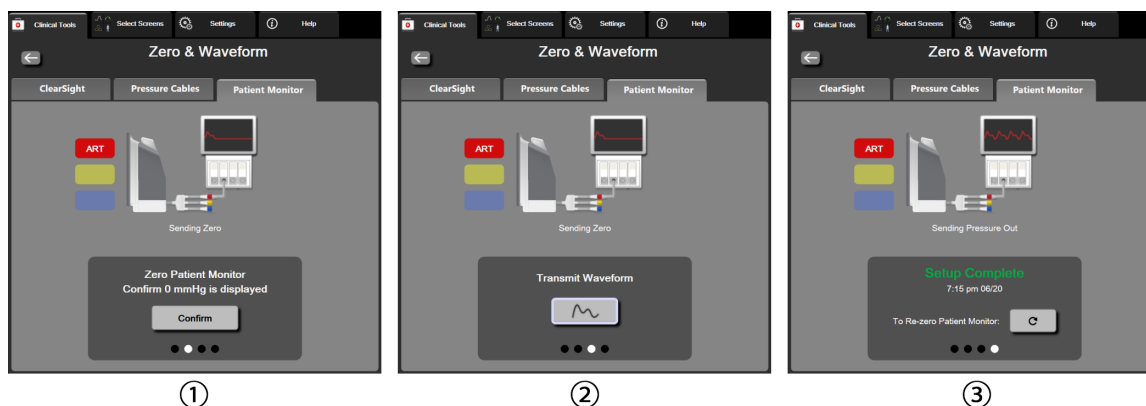 Clinical Tools Select Screens Settings Help
Zero & Waveform
ClearSight Pressure Cables Patient Monitor
ART
Sending Zero
Zero Patient Monitor
Confirm 0 mmHg is displayed
Confirm
①
Clinical Tools Select Screens Settings Help
Zero & Waveform
ClearSight Pressure Cables Patient Monitor
ART
Sending Zero
Transmit Waveform
②
Clinical Tools Select Screens Settings Help
Zero & Waveform
ClearSight Pressure Cables Patient Monitor
ART
Sending Pressure Out
Setup Complete
7:15 pm 06/20
To Re-zero Patient Monitor:
③